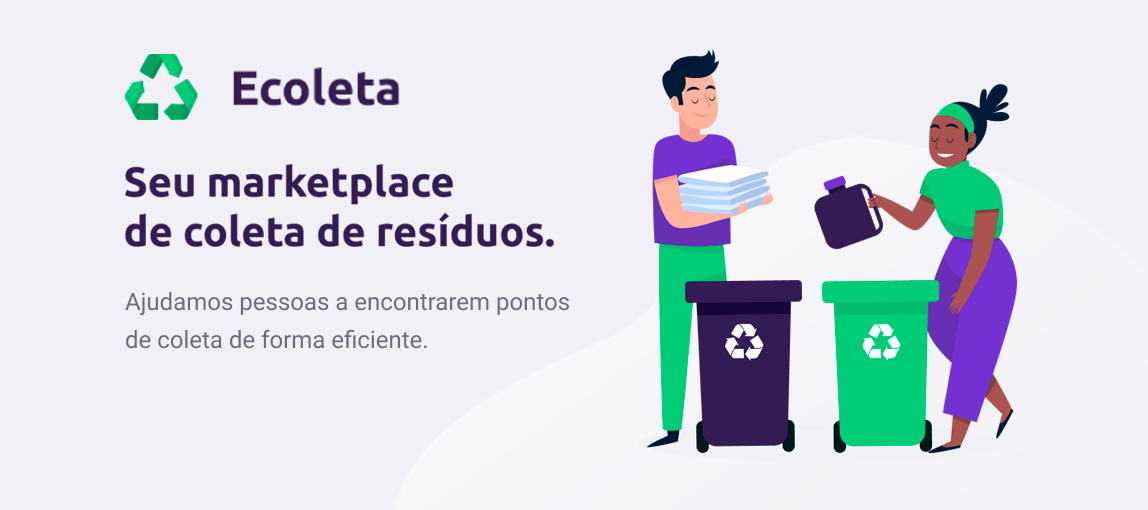 Ecoleta
Seu marketplace
de coleta de resíduos.
Ajudamos pessoas a encontrarem pontos
de coleta de forma eficiente.